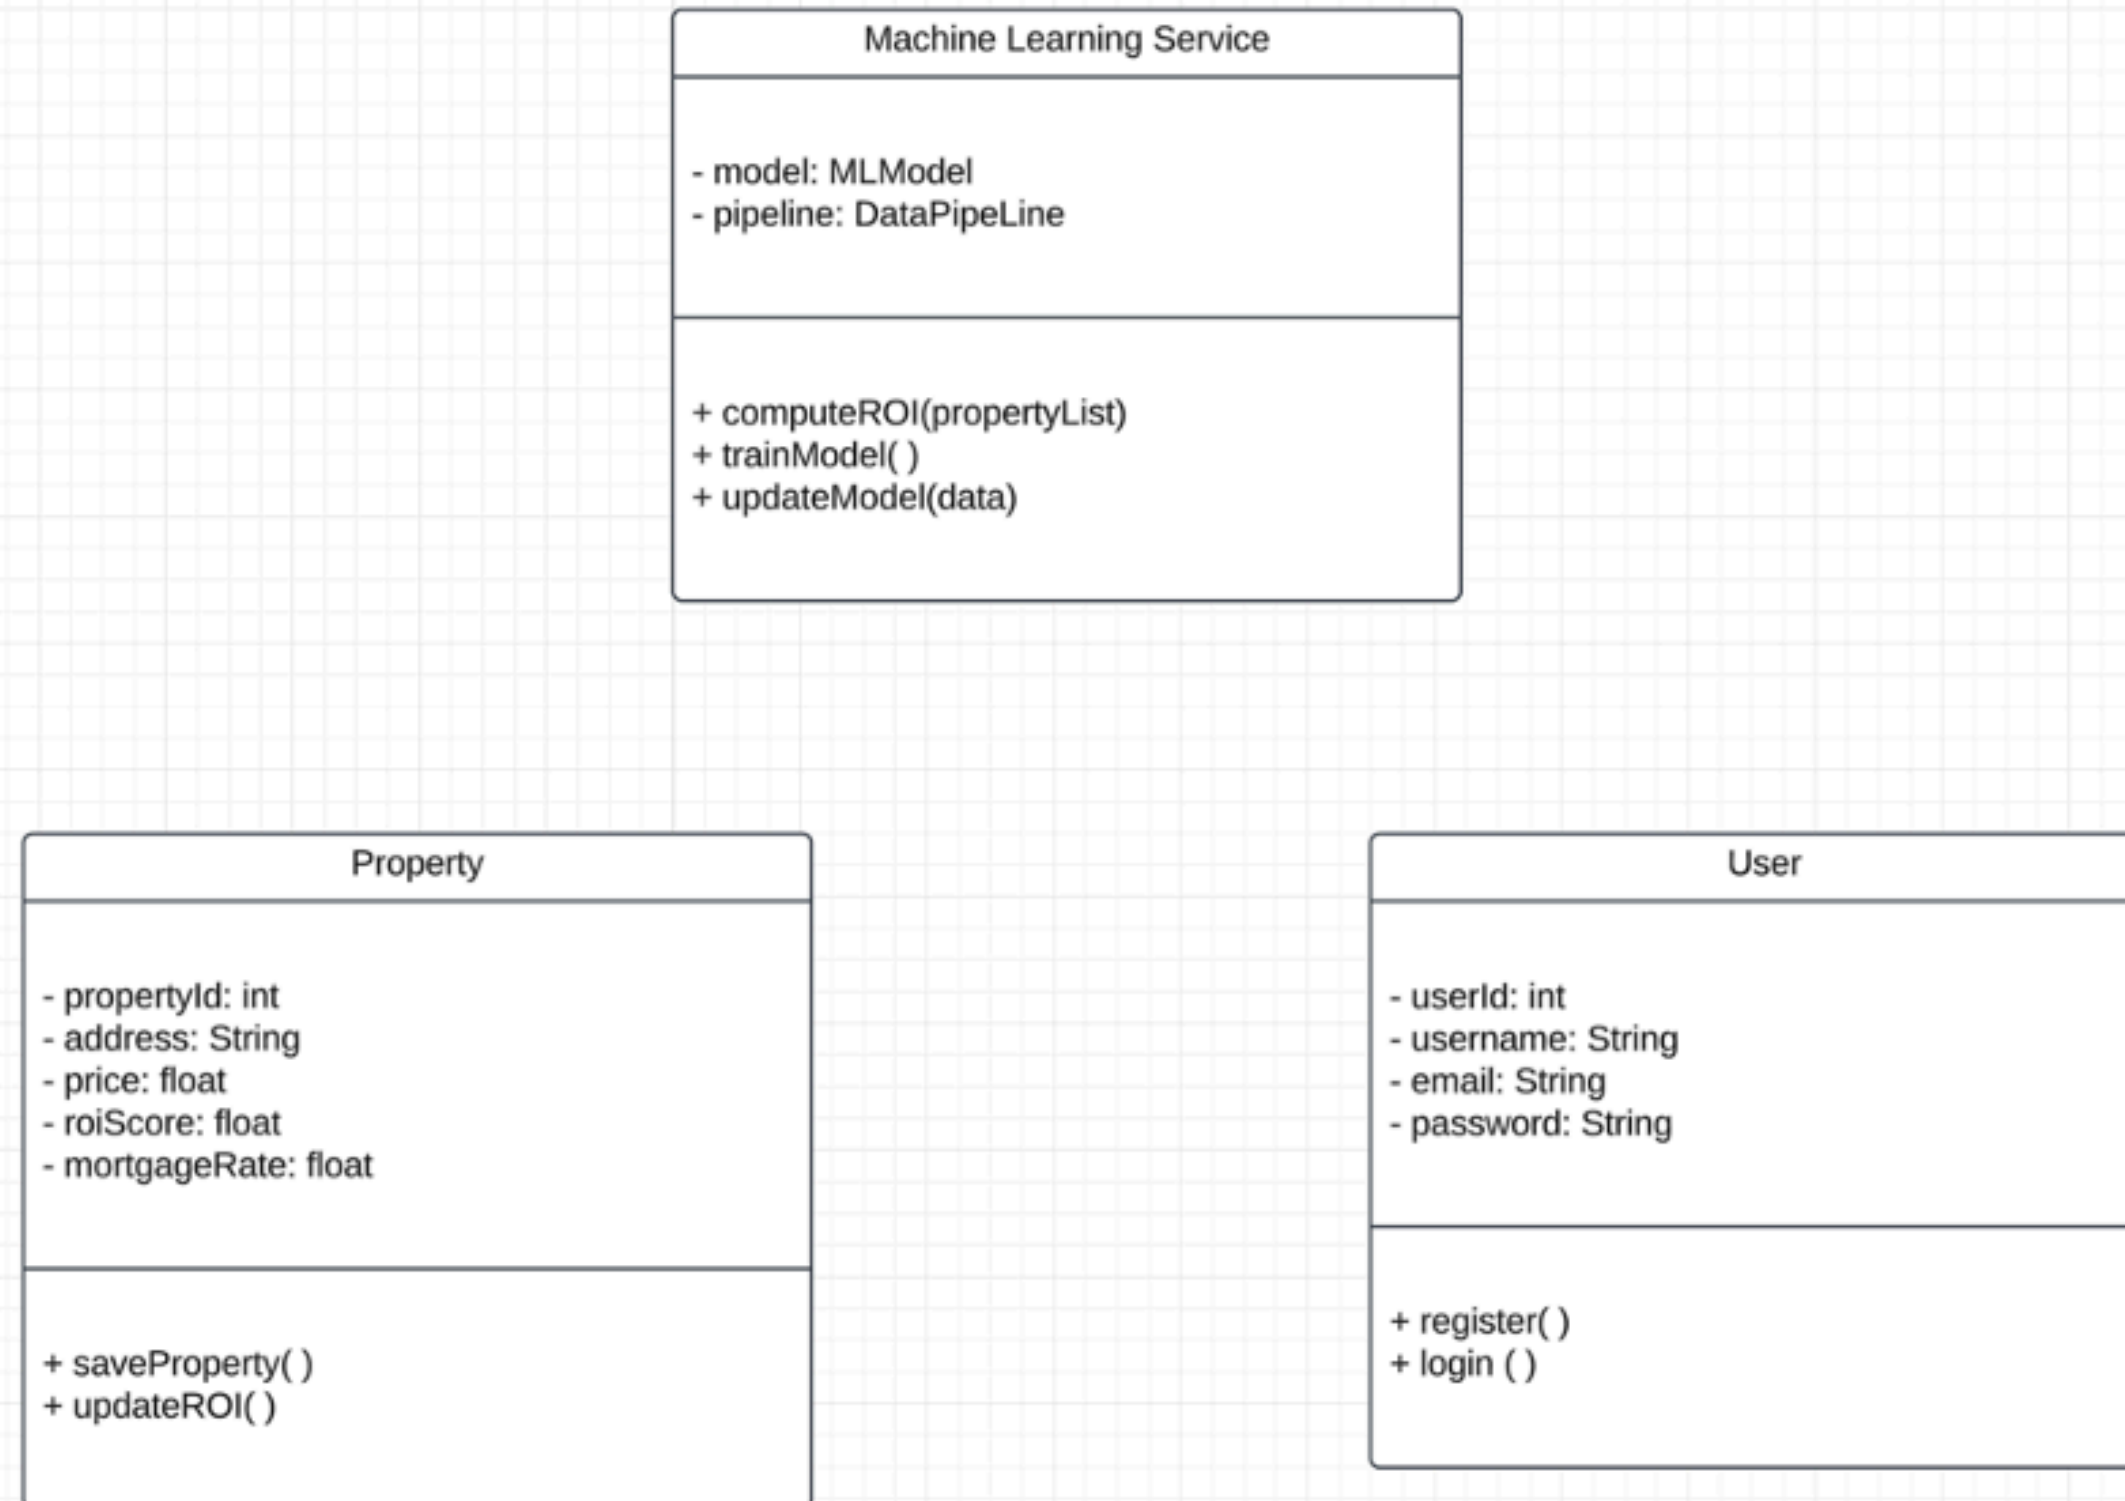 Machine Learning Service
- model: MLModel
- pipeline: DataPipeLine
+ computeROI(propertyList)
+ trainModel( )
+ updateModel(data)
Property
- propertyId: int
- address: String
- price: float
- roiScore: float
- mortgageRate: float
+ saveProperty( )
+ updateROI( )
User
- userId: int
- username: String
- email: String
- password: String
+ register( )
+ login ( )